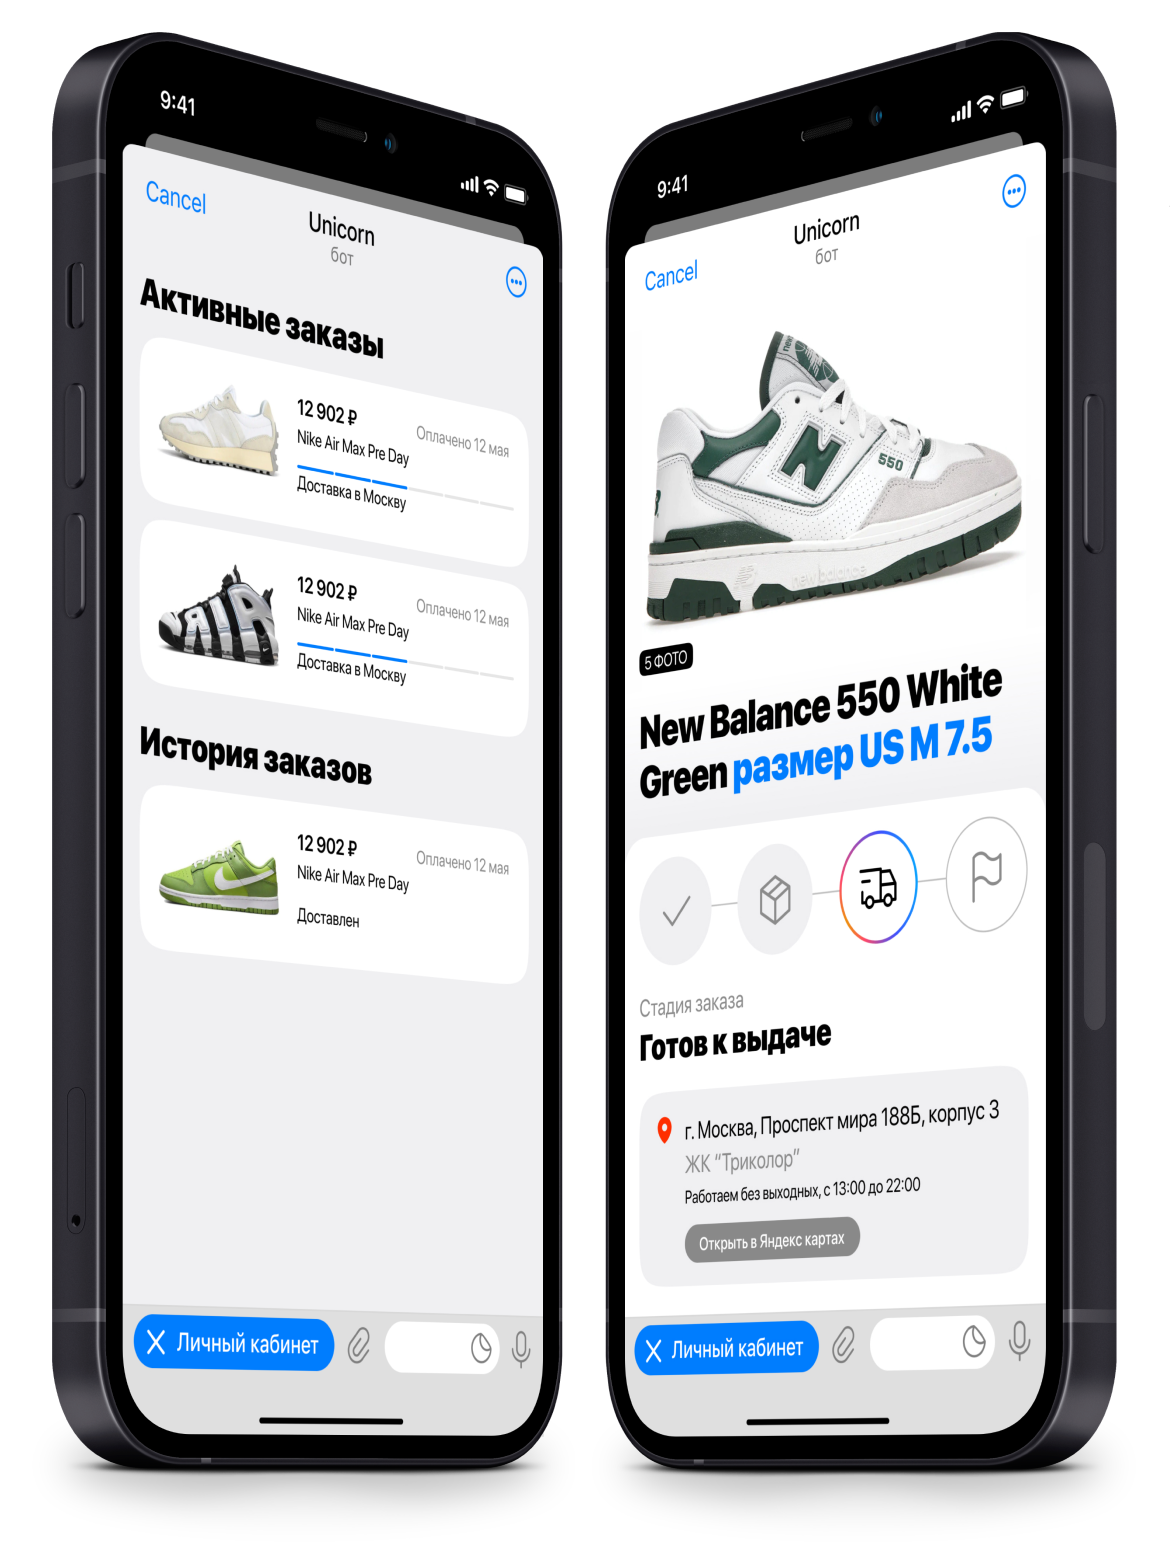 9:41
Cancel
Unicorn
бот
Активные заказы
12 902 ₽
Оплачено 12 мая
Nike Air Max Pre Day
Доставка в Москву
12 902 ₽
Оплачено 12 мая
Nike Air Max Pre Day
Доставка в Москву
История заказов
12 902 ₽
Оплачено 12 мая
Nike Air Max Pre Day
Доставлен
Личный кабинет
9:41
Unicorn
бот
Cancel
new
N
550
new balance
5 ФОТО
New Balance 550 White
Green размер US M 7.5
Стадия заказа
Готов к выдаче
г. Москва, Проспект мира 188Б, корпус 3
ЖК “Триколор”
Работаем без выходных, с 13:00 до 22:00
Открыть в Яндекс картах
Личный кабинет